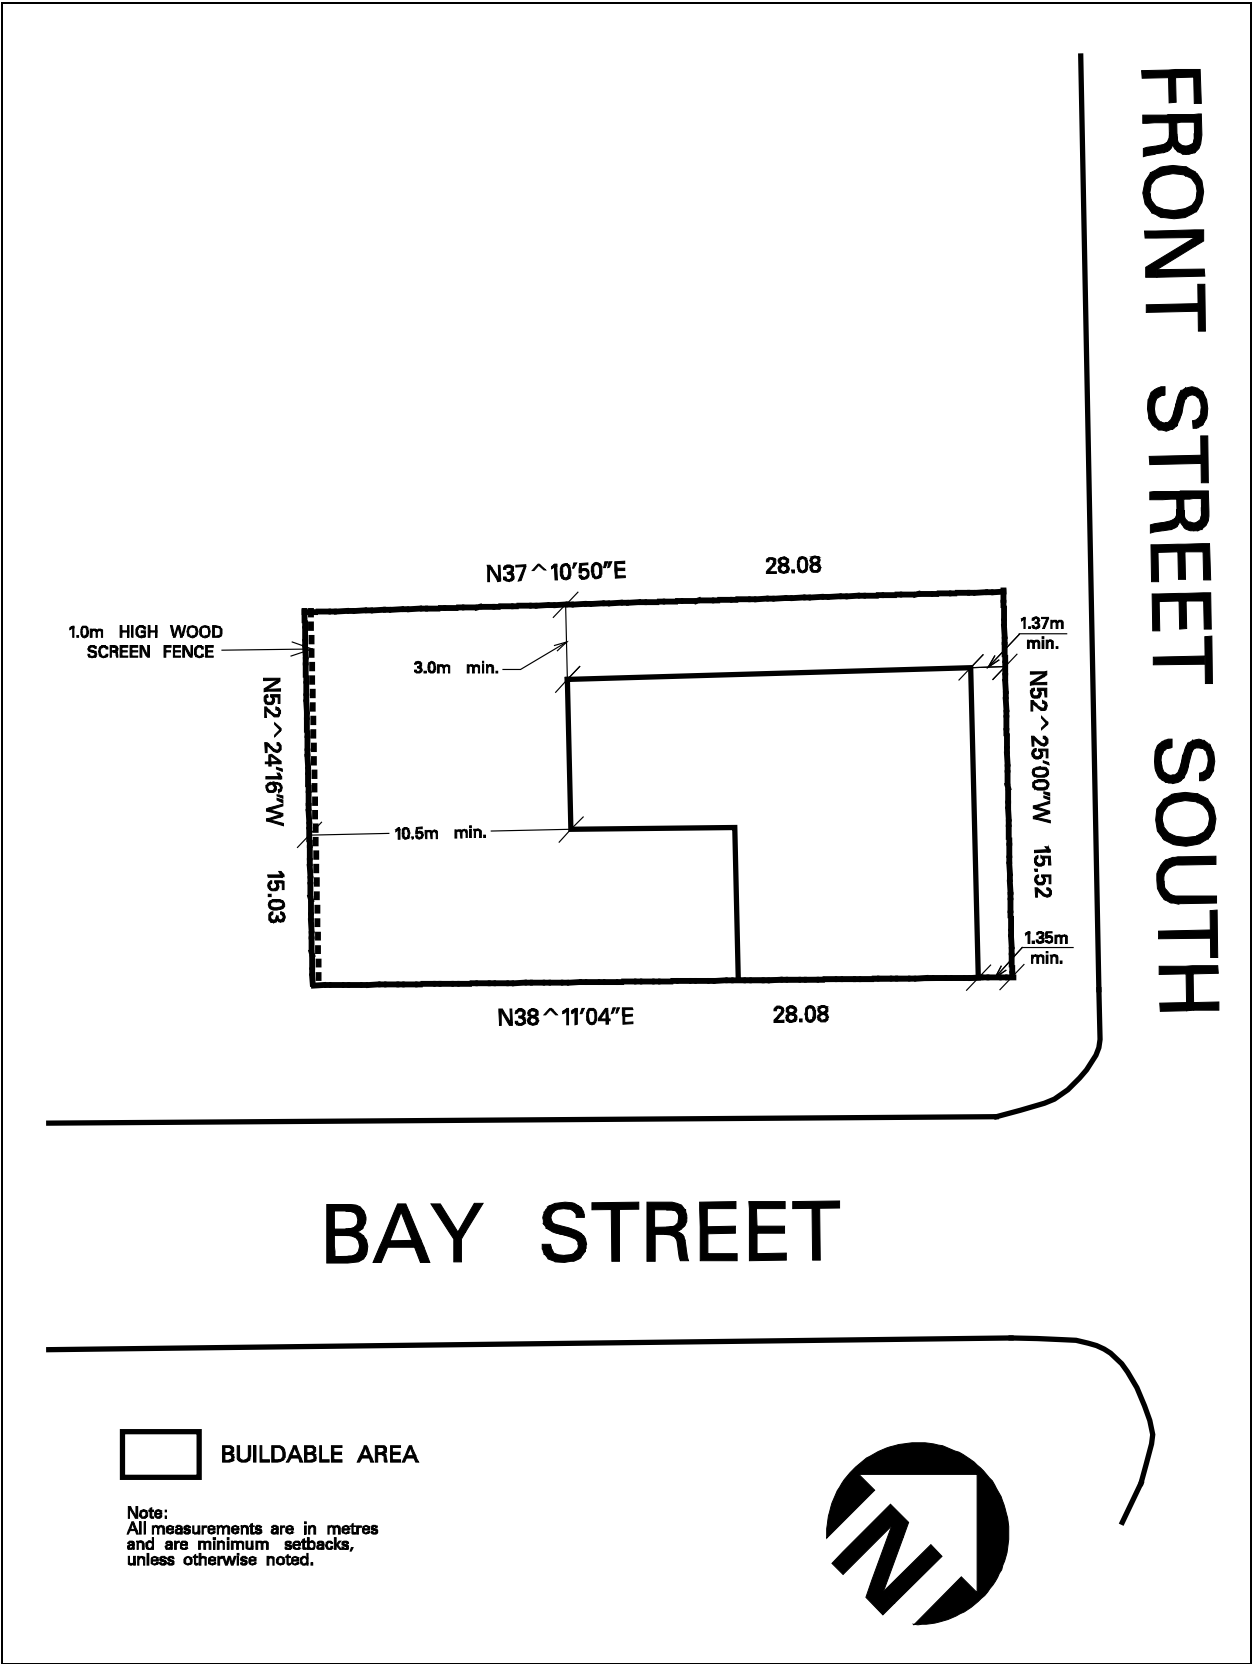 FRONT STREET SOUTH
N37^10'50"E 28.08
1.0m HIGH WOOD
SCREEN FENCE
1.37m
min.
3.0m min.
N52^24'16"W 15.03
N52^25'00"W 15.52
10.5m min.
1.35m
min.
N38^11'04"E 28.08
BAY STREET
BUILDABLE AREA
Note:
All measurements are in metres
and are minimum setbacks,
unless otherwise noted.
N